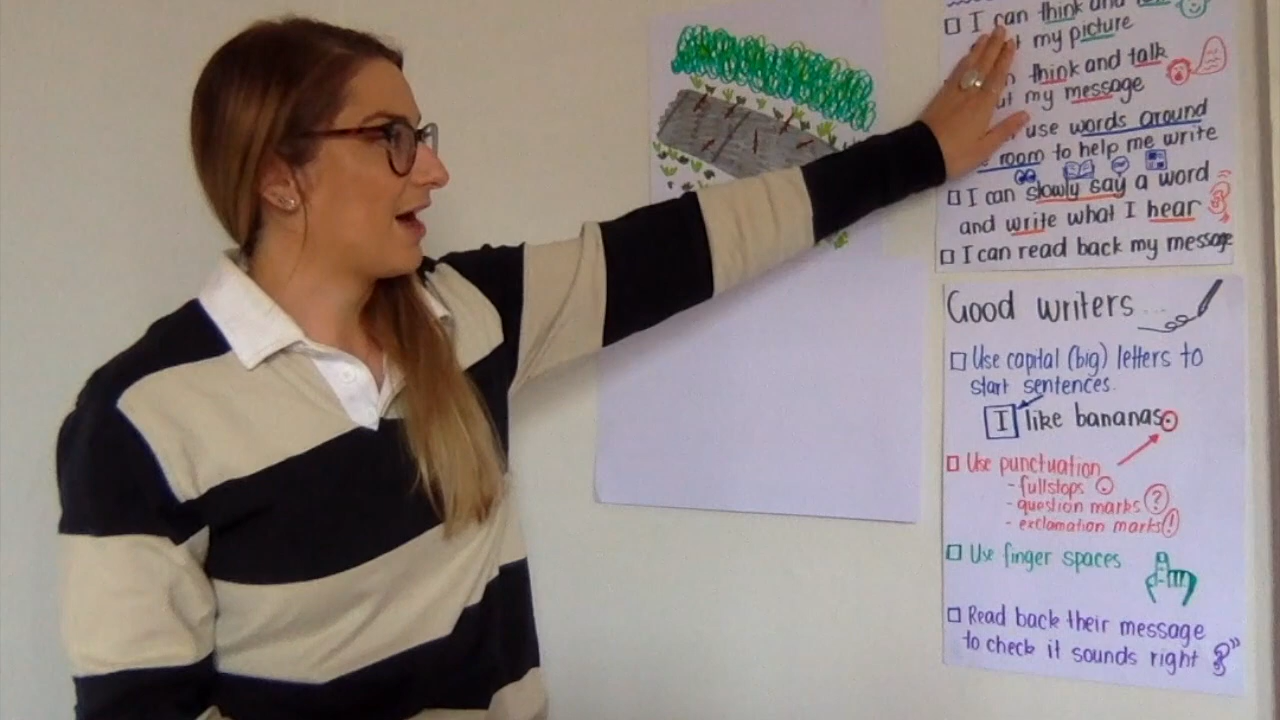 I can think and
my picture
think and talk
my message
use words around
room to help me write
I can slowly say a word
and write what I hear
I can read back my message
Good writers...
Use capital (big) letters to
start sentences.
I like bananas.
Use punctuation
- fullstops .
- question marks ?
- exclamation marks !
Use finger spaces
Read back their message
to check it sounds right